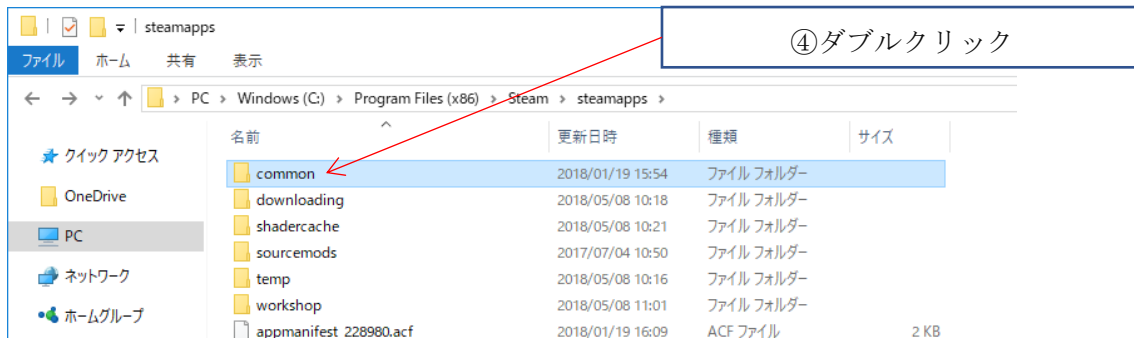 steamapps
④ダブルクリック
ファイル ホーム 共有 表示
PC > Windows (C:) > Program Files (x86) > Steam > steamapps >
名前 更新日時 種類 サイズ
クイック アクセス
common 2018/01/19 15:54 ファイル フォルダー
OneDrive
downloading 2018/05/08 10:18 ファイル フォルダー
shadercache 2018/05/08 10:21 ファイル フォルダー
PC
sourcemods 2017/07/04 10:50 ファイル フォルダー
ネットワーク
temp 2018/05/08 10:16 ファイル フォルダー
workshop 2018/05/08 11:01 ファイル フォルダー
ホームグループ
appmanifest_228980.acf 2018/01/19 16:09 ACF ファイル 2 KB